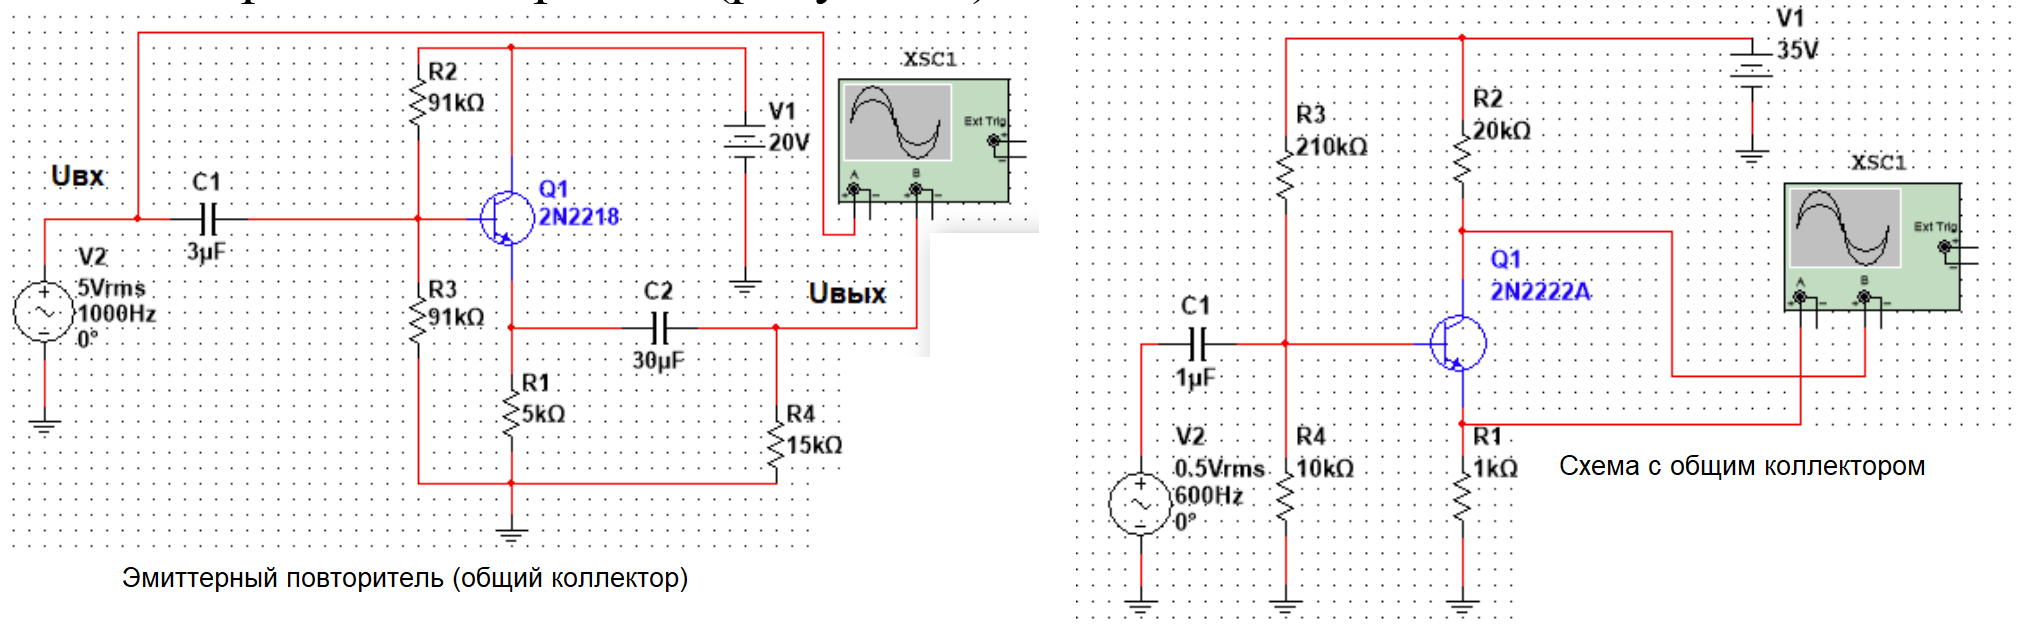 R2
91kΩ
V1
20V
XSC1
Ext Trig
A
B
Uвх
C1
3µF
Q1
2N2218
V2
5Vrms
1000Hz
0°
R3
91kΩ
C2
30µF
Uвых
R1
5kΩ
R4
15kΩ
Эмиттерный повторитель (общий коллектор)
V1
35V
R3
210kΩ
R2
20kΩ
XSC1
Ext Trig
A
B
Q1
2N2222A
C1
1µF
V2
0.5Vrms
600Hz
0°
R4
10kΩ
R1
1kΩ
Схема с общим коллектором